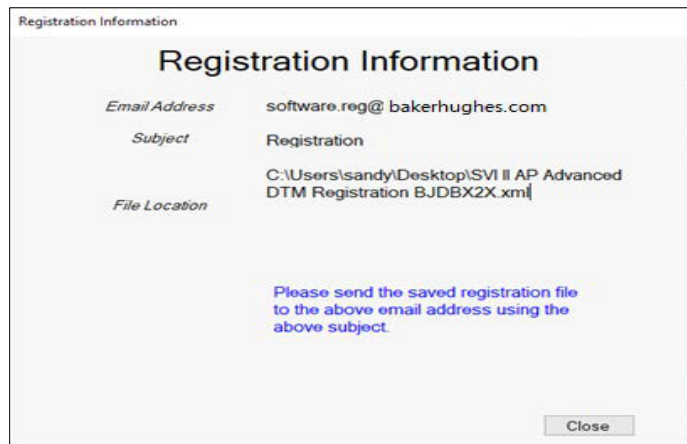 Registration Information
Registration Information
Email Address software.reg@ bakerhughes.com
Subject Registration
File Location C:\Users\sandy\Desktop\SVI II AP Advanced
DTM Registration BJDBX2X.xml
Please send the saved registration file
to the above email address using the
above subject.
Close